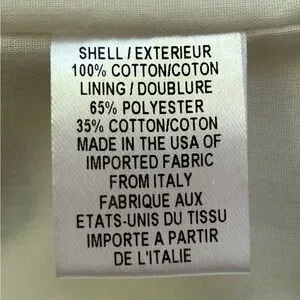 SHELL / EXTERIEUR
100% COTTON/COTON
LINING / DOUBLURE
65% POLYESTER
35% COTTON/COTON
MADE IN THE USA OF
IMPORTED FABRIC
FROM ITALY
FABRIQUE AUX
ETATS-UNIS DU TISSU
IMPORTE A PARTIR
DE L'ITALIE